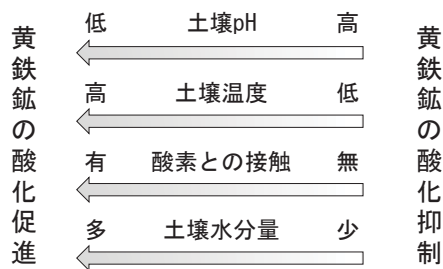 黄鉄鉱の酸化促進
低 土壌pH 高
高 土壌温度 低
有 酸素との接触 無
多 土壌水分量 少
黄鉄鉱の酸化抑制